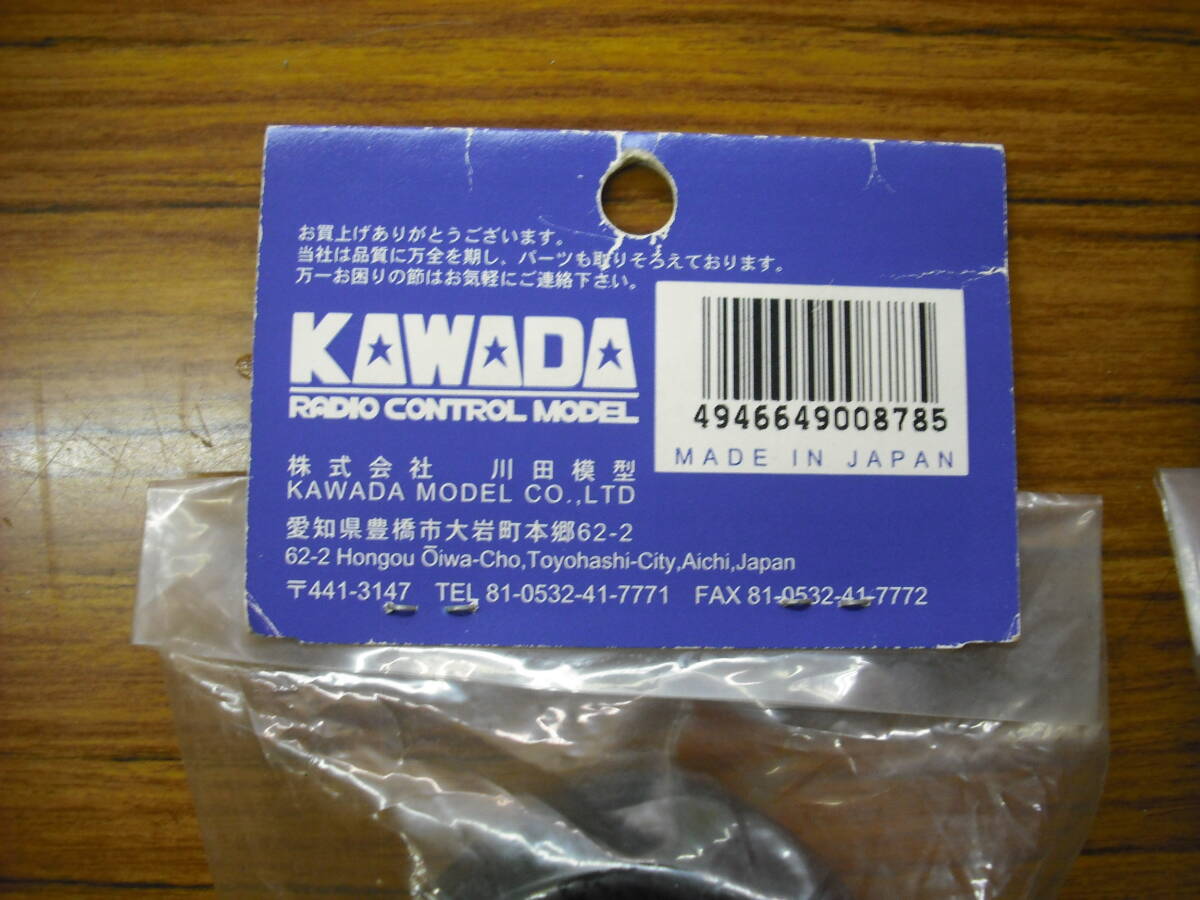 お買上げありがとうございます。
当社は品質に万全を期し、パーツも取りそろえております。
万一お困りの節はお気軽にご連絡下さい。
KAWADA
RADIO CONTROL MODEL
4946649008785
MADE IN JAPAN
株式会社 川田模型
KAWADA MODEL CO.,LTD
愛知県豊橋市大岩町本郷62-2
62-2 Hongou Ōiwa-Cho,Toyohashi-City,Aichi,Japan
〒441-3147 TEL 81-0532-41-7771 FAX 81-0532-41-7772